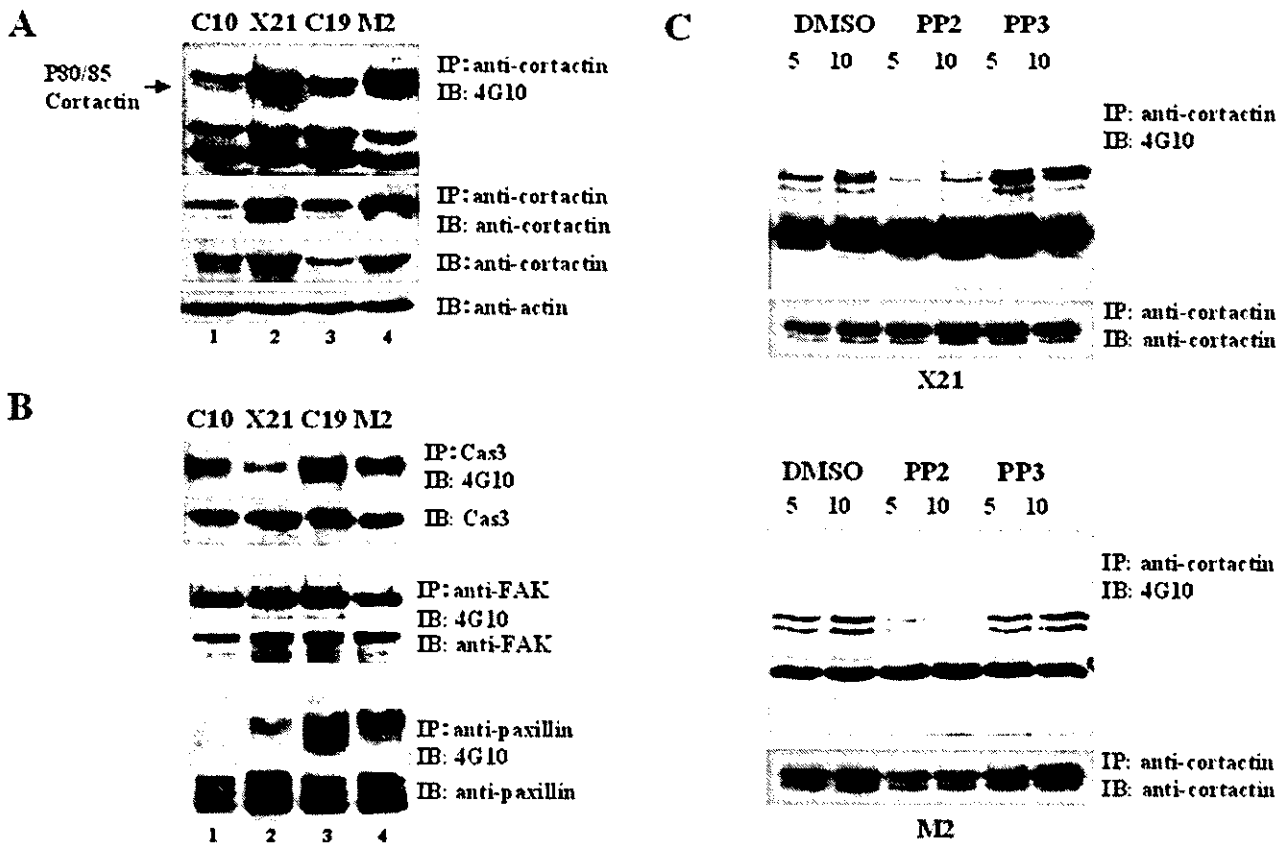 A
C10 X21 C19 M2
P80/85
Cortactin
IP: anti-cortactin
IB: 4G10
IP: anti-cortactin
IB: anti-cortactin
IB: anti-cortactin
IB: anti-actin
1 2 3 4
B
C10 X21 C19 M2
IP: Cas3
IB: 4G10
IB: Cas3
IP: anti-FAK
IB: 4G10
IB: anti-FAK
IP: anti-paxillin
IB: 4G10
IB: anti-paxillin
1 2 3 4
C
DMSO PP2 PP3
5 10 5 10 5 10
IP: anti-cortactin
IB: 4G10
IP: anti-cortactin
IB: anti-cortactin
X21
DMSO PP2 PP3
5 10 5 10 5 10
IP: anti-cortactin
IB: 4G10
IP: anti-cortactin
IB: anti-cortactin
M2